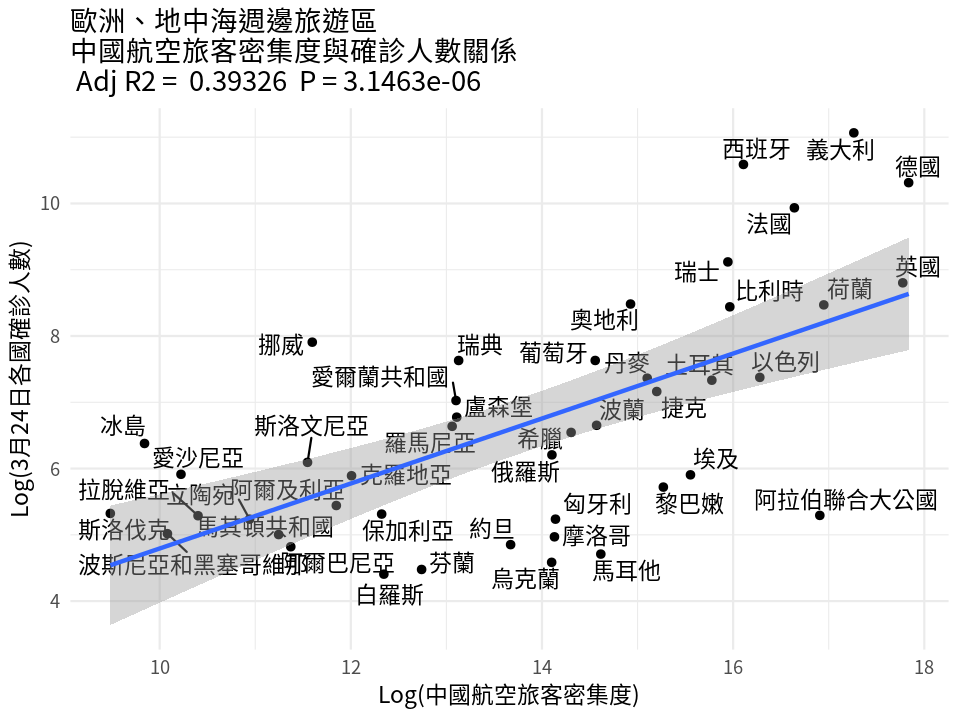 歐洲、地中海週邊旅遊區
中國航空旅客密集度與確診人數關係
Adj R2 = 0.39326 P = 3.1463e-06
Log(3月24日各國確診人數)
10
8
6
4
西班牙
義大利
德國
法國
瑞士
英國
比利時
荷蘭
奧地利
挪威
瑞典
葡萄牙
丹麥
土耳其
以色列
愛爾蘭共和國
盧森堡
波蘭
捷克
冰島
斯洛文尼亞
羅馬尼亞
希臘
愛沙尼亞
克羅地亞
俄羅斯
埃及
拉脫維亞
立陶宛
阿爾及利亞
黎巴嫩
阿拉伯聯合大公國
斯洛伐克
馬其頓共和國
保加利亞
約旦
匈牙利
摩洛哥
波斯尼亞和黑塞哥維那
阿爾巴尼亞
芬蘭
烏克蘭
馬耳他
白羅斯
10
12
14
16
18
Log(中國航空旅客密集度)